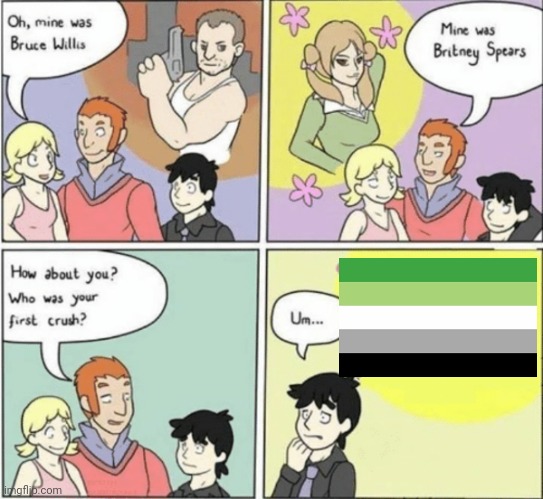 Oh, mine was
Bruce Willis
Mine was
Britney Spears
How about you?
Who was your
first crush?
Um...
imgflip.com